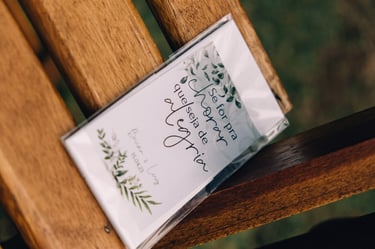 Se for pra
chorar
que seja de
alegria